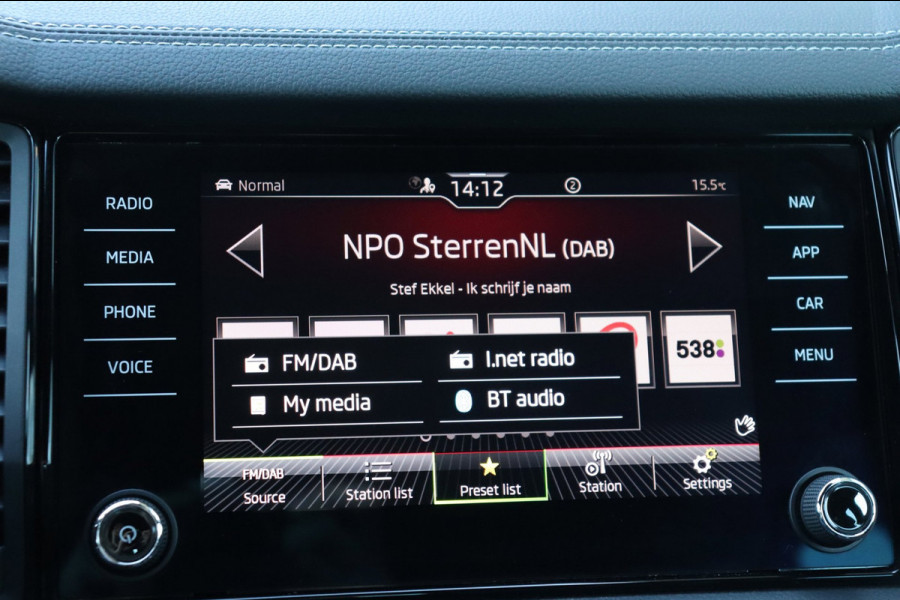 Normal
14:12
2
15.5°C
RADIO
MEDIA
PHONE
VOICE
NAV
APP
CAR
MENU
NPO SterrenNL (DAB)
Stef Ekkel - Ik schrijf je naam
538
FM/DAB
I.net radio
My media
BT audio
FM/DAB
Source
Station list
Preset list
Station
Settings